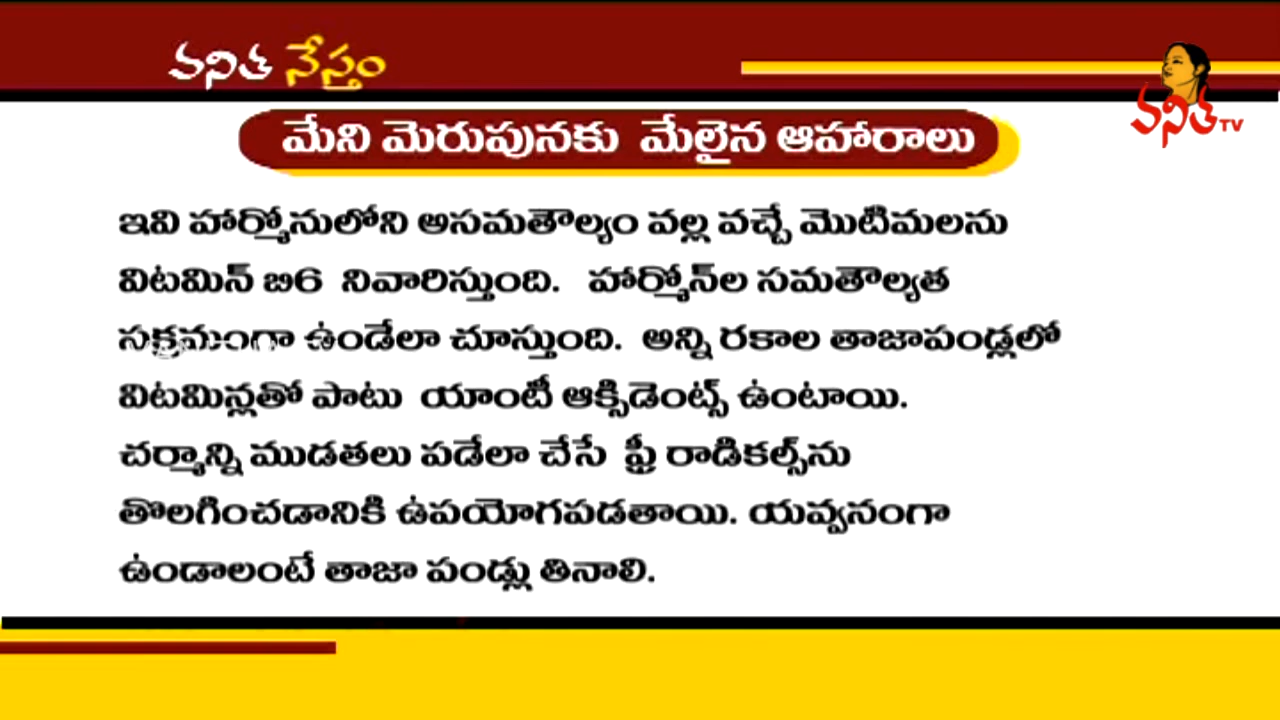 వనిత నేస్తం
వనిత TV
మేని మెరుపునకు మేలైన ఆహారాలు
ఇవి హార్మోనులోని అసమతౌల్యం వల్ల వచ్చే మొటిమలను
విటమిన్ బి6 నివారిస్తుంది. హార్మోన్‌ల సమతౌల్యత
సక్రమంగా ఉండేలా చూస్తుంది. అన్ని రకాల తాజాపండ్లలో
విటమిన్లతో పాటు యాంటీ ఆక్సిడెంట్స్ ఉంటాయి.
చర్మాన్ని ముడతలు పడేలా చేసే ఫ్రీ రాడికల్స్‌ను
తొలగించడానికి ఉపయోగపడతాయి. యవ్వనంగా
ఉండాలంటే తాజా పండ్లు తినాలి.